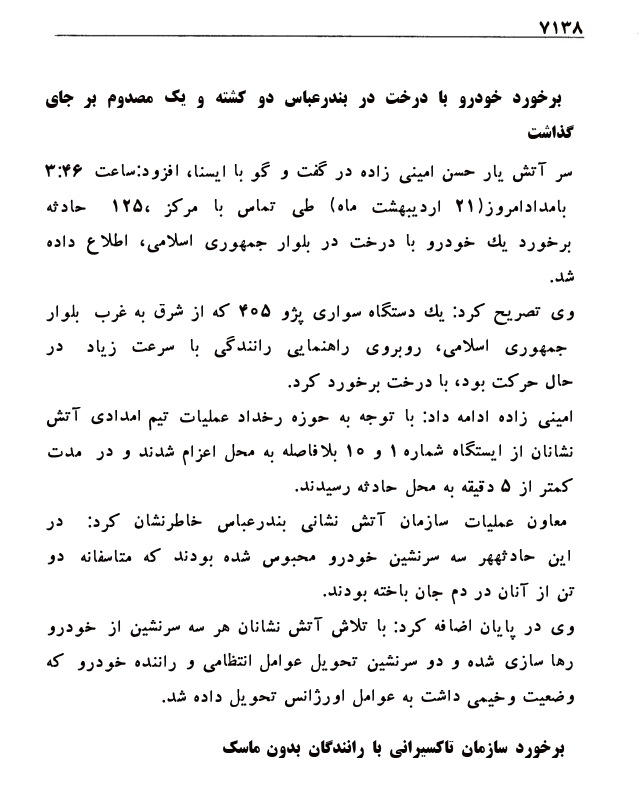 ۷۱۳۸
برخورد خودرو با درخت در بندرعباس دو کشته و یک مصدوم بر جای
گذاشت
سر آتش یار حسن امینی زاده در گفت و گو با ایسنا، افزود:ساعت ۳:۴۶
بامدادامروز(۲۱ اردیبهشت ماه) طی تماس با مرکز ۱۲۵، حادثه
برخورد یك خودرو با درخت در بلوار جمهوری اسلامی، اطلاع داده
شد.
وی تصریح کرد: یك دستگاه سواری پژو ۴۰۵ که از شرق به غرب بلوار
جمهوری اسلامی، روبروی راهنمایی رانندگی با سرعت زیاد در
حال حرکت بود، با درخت برخورد کرد.
امینی زاده ادامه داد: با توجه به حوزه رخداد عملیات تیم امدادی آتش
نشانان از ایستگاه شماره ۱ و ۱۰ بلافاصله به محل اعزام شدند و در مدت
کمتر از ۵ دقیقه به محل حادثه رسیدند.
معاون عملیات سازمان آتش نشانی بندرعباس خاطرنشان کرد: در
این حادثههر سه سرنشین خودرو محبوس شده بودند که متاسفانه دو
تن از آنان در دم جان باخته بودند.
وی در پایان اضافه کرد: با تلاش آتش نشانان هر سه سرنشین از خودرو
رها سازی شده و دو سرنشین تحویل عوامل انتظامی و راننده خودرو که
وضعیت وخیمی داشت به عوامل اورژانس تحویل داده شد.
برخورد سازمان تاکسیرانی با رانندگان بدون ماسک